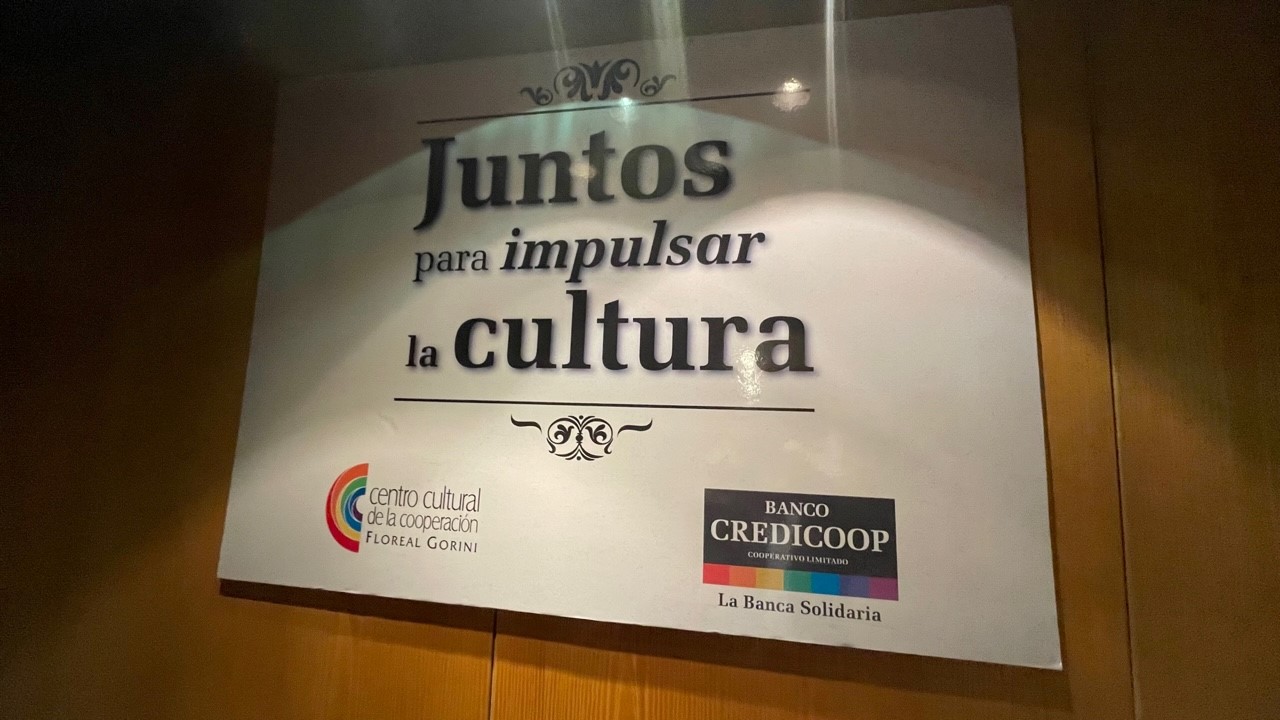 Juntos
para impulsar
la cultura
centro cultural
de la cooperación
FLOREAL GORINI
BANCO
CREDICOOP
COOPERATIVO LIMITADO
La Banca Solidaria